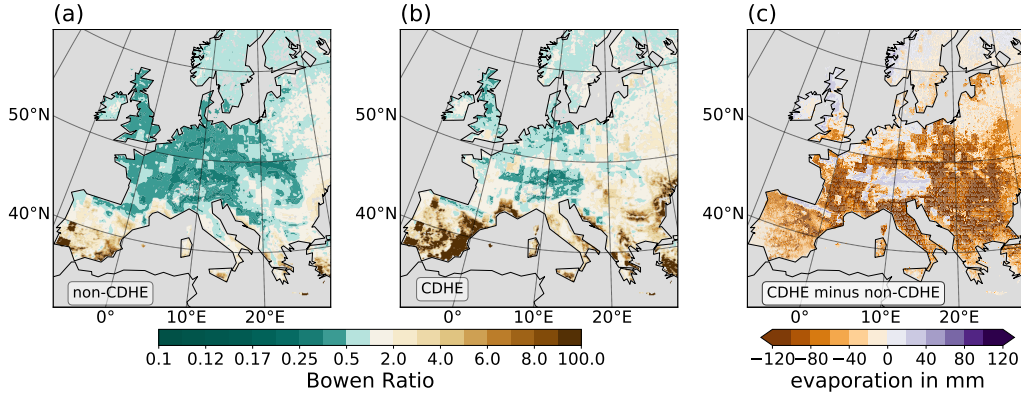 (a)
(b)
(c)
50°N
40°N
non-CDHE
0°
10°E
20°E
50°N
40°N
CDHE
0°
10°E
20°E
50°N
40°N
CDHE minus non-CDHE
0°
10°E
20°E
0.1 0.12 0.17 0.25 0.5 2.0 4.0 6.0 8.0 100.0
Bowen Ratio
−120 −80 −40 0 40 80 120
evaporation in mm